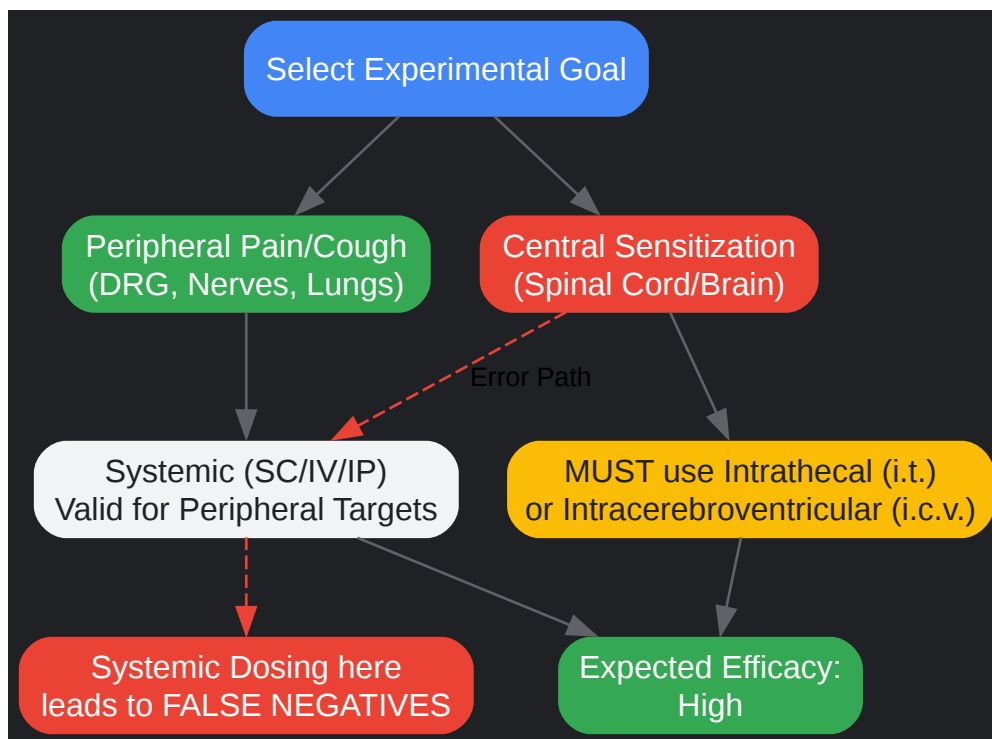 Select Experimental Goal
Peripheral Pain/Cough
(DRG, Nerves, Lungs)
Central Sensitization
(Spinal Cord/Brain)
Error Path
Systemic (SC/IV/IP)
Valid for Peripheral Targets
MUST use Intrathecal (i.t.)
or Intracerebroventricular (i.c.v.)
Systemic Dosing here
leads to FALSE NEGATIVES
Expected Efficacy:
High